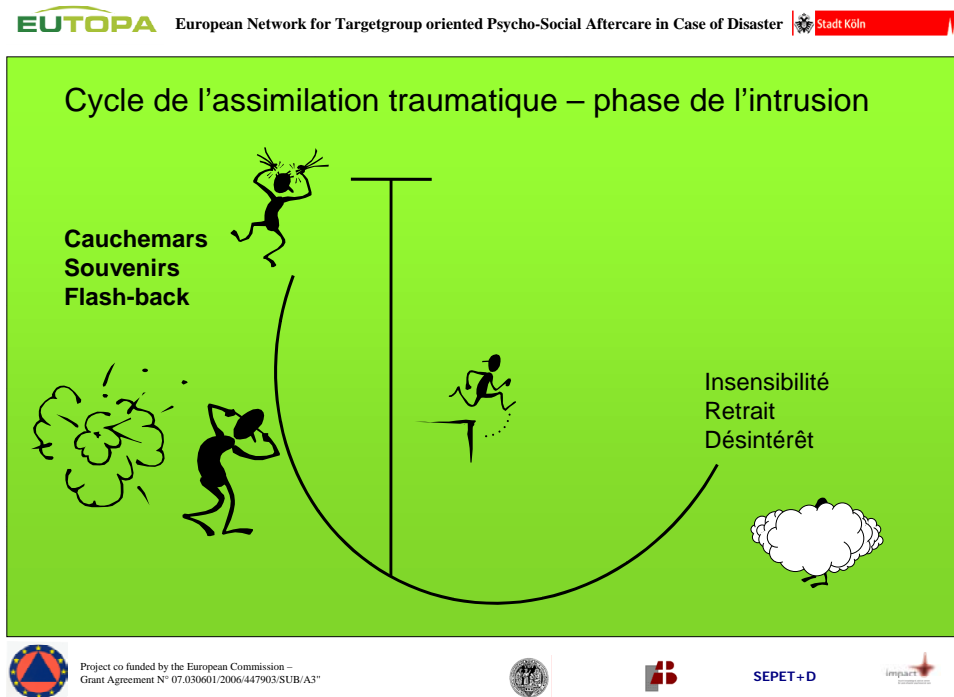 EUTOPA European Network for Targetgroup oriented Psycho-Social Aftercare in Case of Disaster Stadt Köln
Cycle de l'assimilation traumatique – phase de l'intrusion
Cauchemars
Souvenirs
Flash-back
Insensibilité
Retrait
Désintérêt
Project co funded by the European Commission –
Grant Agreement N° 07.030601/2006/447903/SUB/A3"
SEPET+D
impact